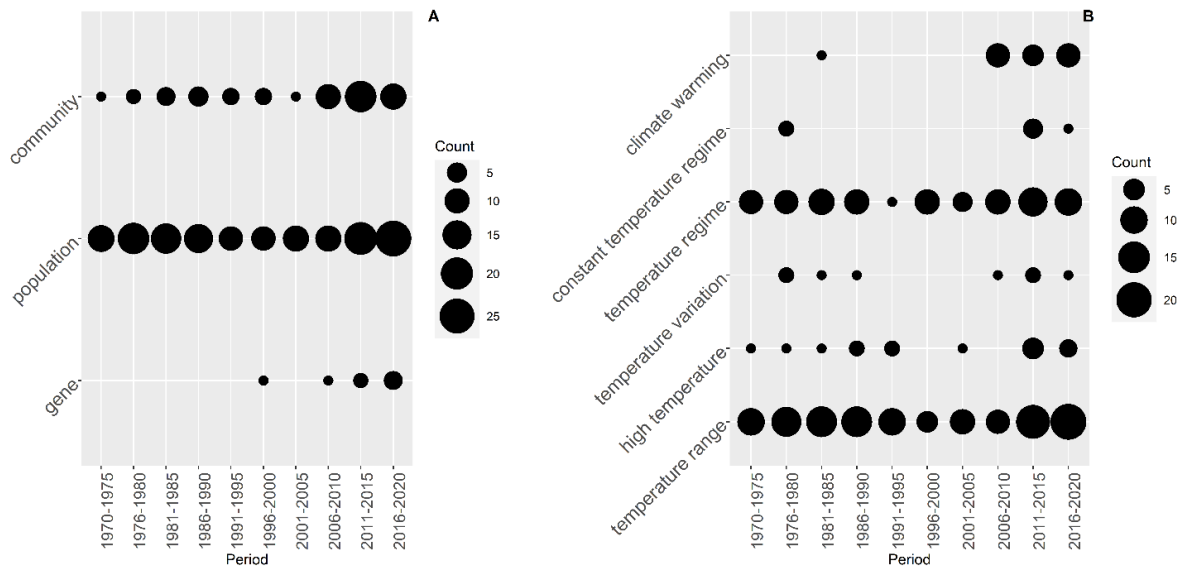 A
community
population
gene
1970-1975
1976-1980
1981-1985
1986-1990
1991-1995
1996-2000
2001-2005
2006-2010
2011-2015
2016-2020
Period
Count
5
10
15
20
25
B
climate warming
constant temperature regime
temperature regime
temperature variation
high temperature
temperature range
1970-1975
1976-1980
1981-1985
1986-1990
1991-1995
1996-2000
2001-2005
2006-2010
2011-2015
2016-2020
Period
Count
5
10
15
20